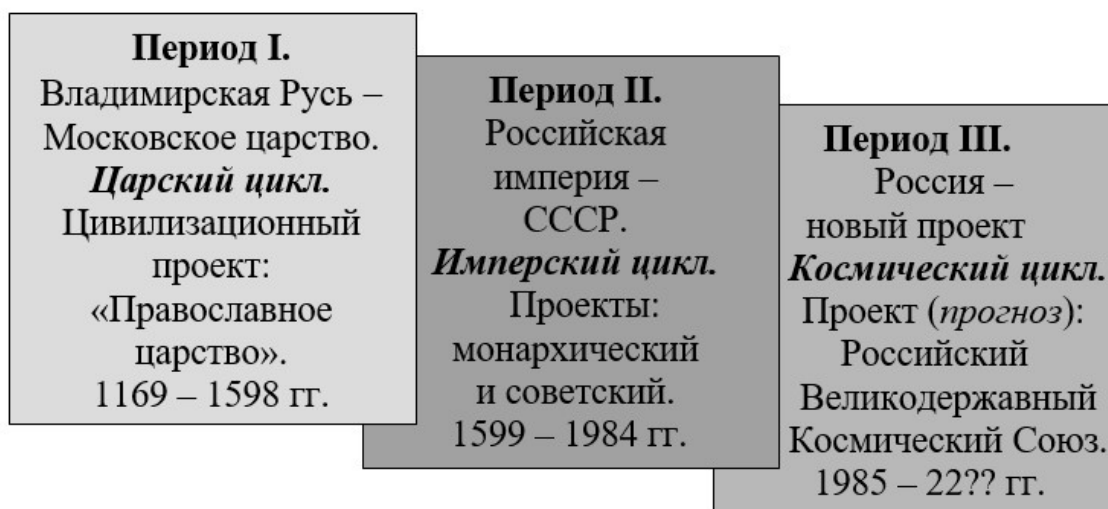 Период I.
Владимирская Русь –
Московское царство.
Царский цикл.
Цивилизационный
проект:
«Православное
царство».
1169 – 1598 гг.
Период II.
Российская
империя –
СССР.
Имперский цикл.
Проекты:
монархический
и советский.
1599 – 1984 гг.
Период III.
Россия –
новый проект
Космический цикл.
Проект (прогноз):
Российский
Великодержавный
Космический Союз.
1985 – 22?? гг.